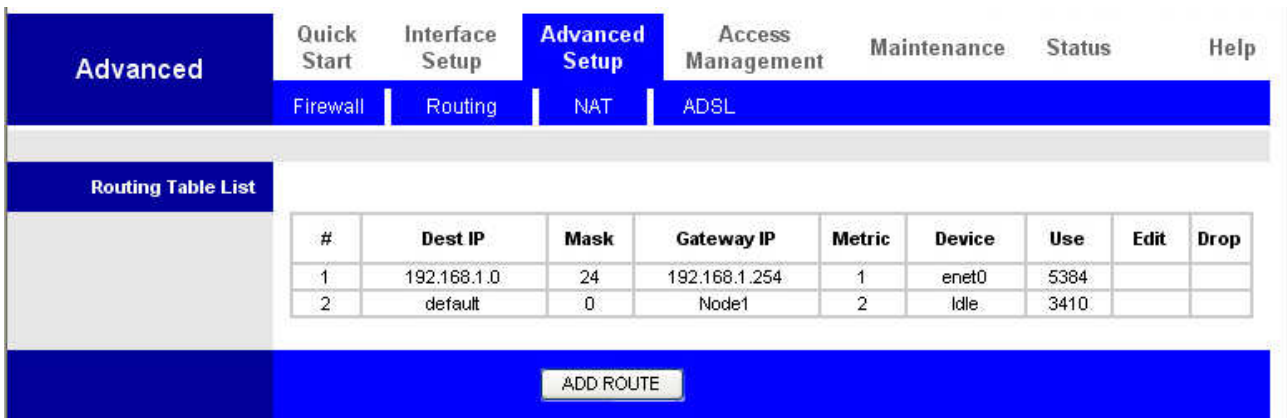 Advanced
Quick Start
Interface Setup
Advanced Setup
Access Management
Maintenance
Status
Help
Firewall
Routing
NAT
ADSL
Routing Table List
# Dest IP Mask Gateway IP Metric Device Use Edit Drop
1 192.168.1.0 24 192.168.1.254 1 enet0 5384
2 default 0 Node1 2 Idle 3410
ADD ROUTE